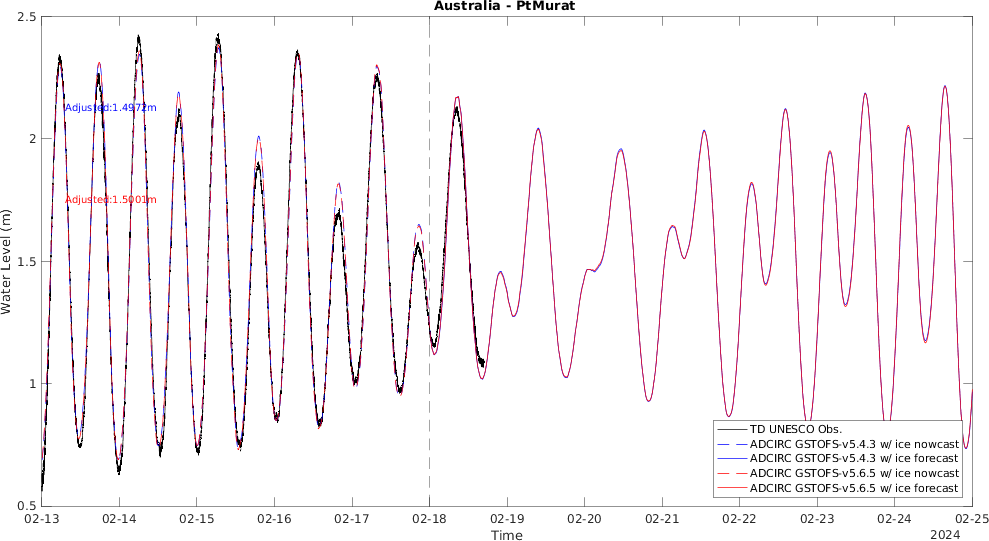 Australia - PtMurat
2.5
2
1.5
1
0.5
Water Level (m)
Adjusted:1.4972m
Adjusted:1.5001m
TD UNESCO Obs.
ADCIRC GSTOFS-v5.4.3 w/ ice nowcast
ADCIRC GSTOFS-v5.4.3 w/ ice forecast
ADCIRC GSTOFS-v5.6.5 w/ ice nowcast
ADCIRC GSTOFS-v5.6.5 w/ ice forecast
02-13 02-14 02-15 02-16 02-17 02-18 02-19 02-20 02-21 02-22 02-23 02-24 02-25
Time
2024